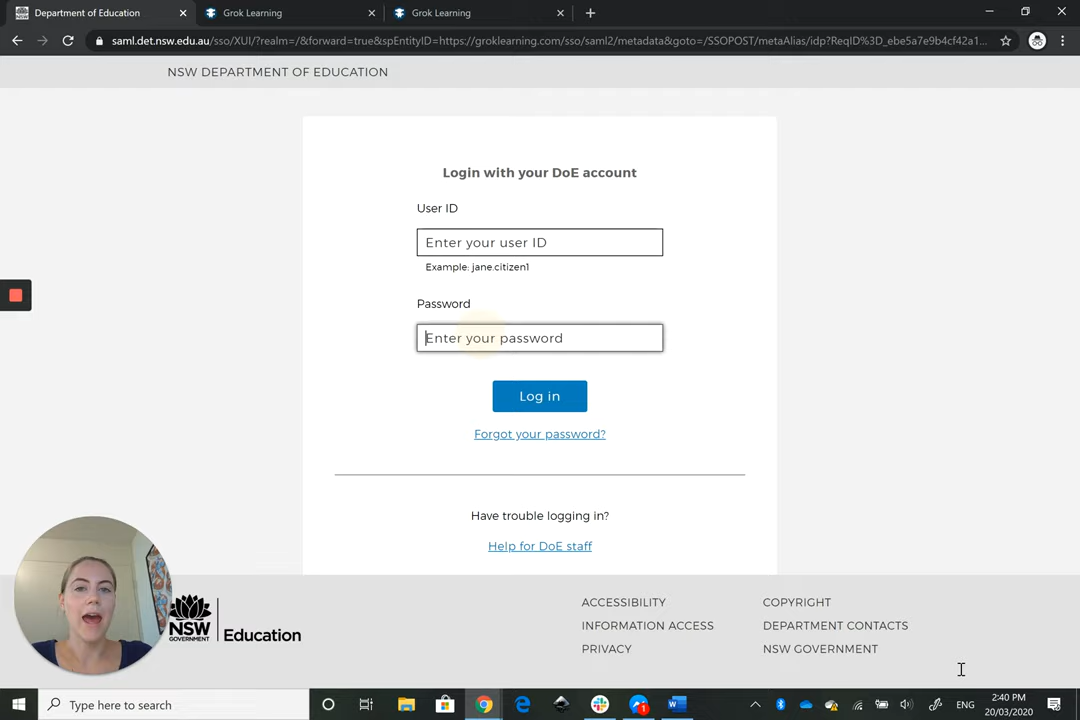 Department of Education
Grok Learning
Grok Learning
saml.det.nsw.edu.au/sso/XUI/?realm=/&forward=true&spEntityID=https://groklearning.com/sso/saml2/metadata&goto=/SSOPOST/metaAlias/idp?ReqID%3D_ebe5a7e9b4cf42a1...
NSW DEPARTMENT OF EDUCATION
Login with your DoE account
User ID
Enter your user ID
Example: jane.citizen1
Password
Enter your password
Log in
Forgot your password?
Have trouble logging in?
Help for DoE staff
NSW
GOVERNMENT
Education
ACCESSIBILITY
COPYRIGHT
INFORMATION ACCESS
DEPARTMENT CONTACTS
PRIVACY
NSW GOVERNMENT
Type here to search
1
ENG
2:40 PM
20/03/2020